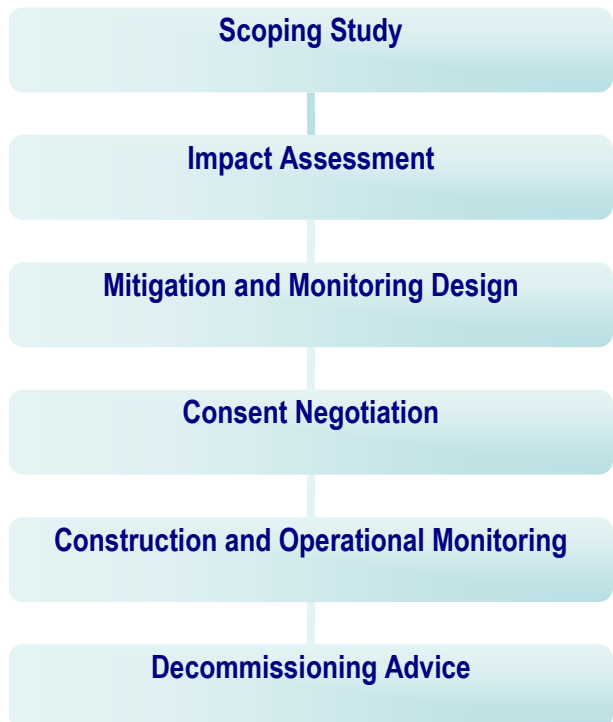 Scoping Study
Impact Assessment
Mitigation and Monitoring Design
Consent Negotiation
Construction and Operational Monitoring
Decommissioning Advice